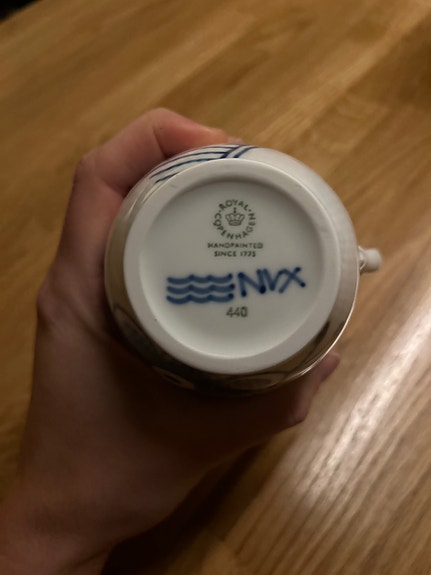 ROYAL
COPENHAGEN
HANDPAINTED
SINCE 1775
NVX
440